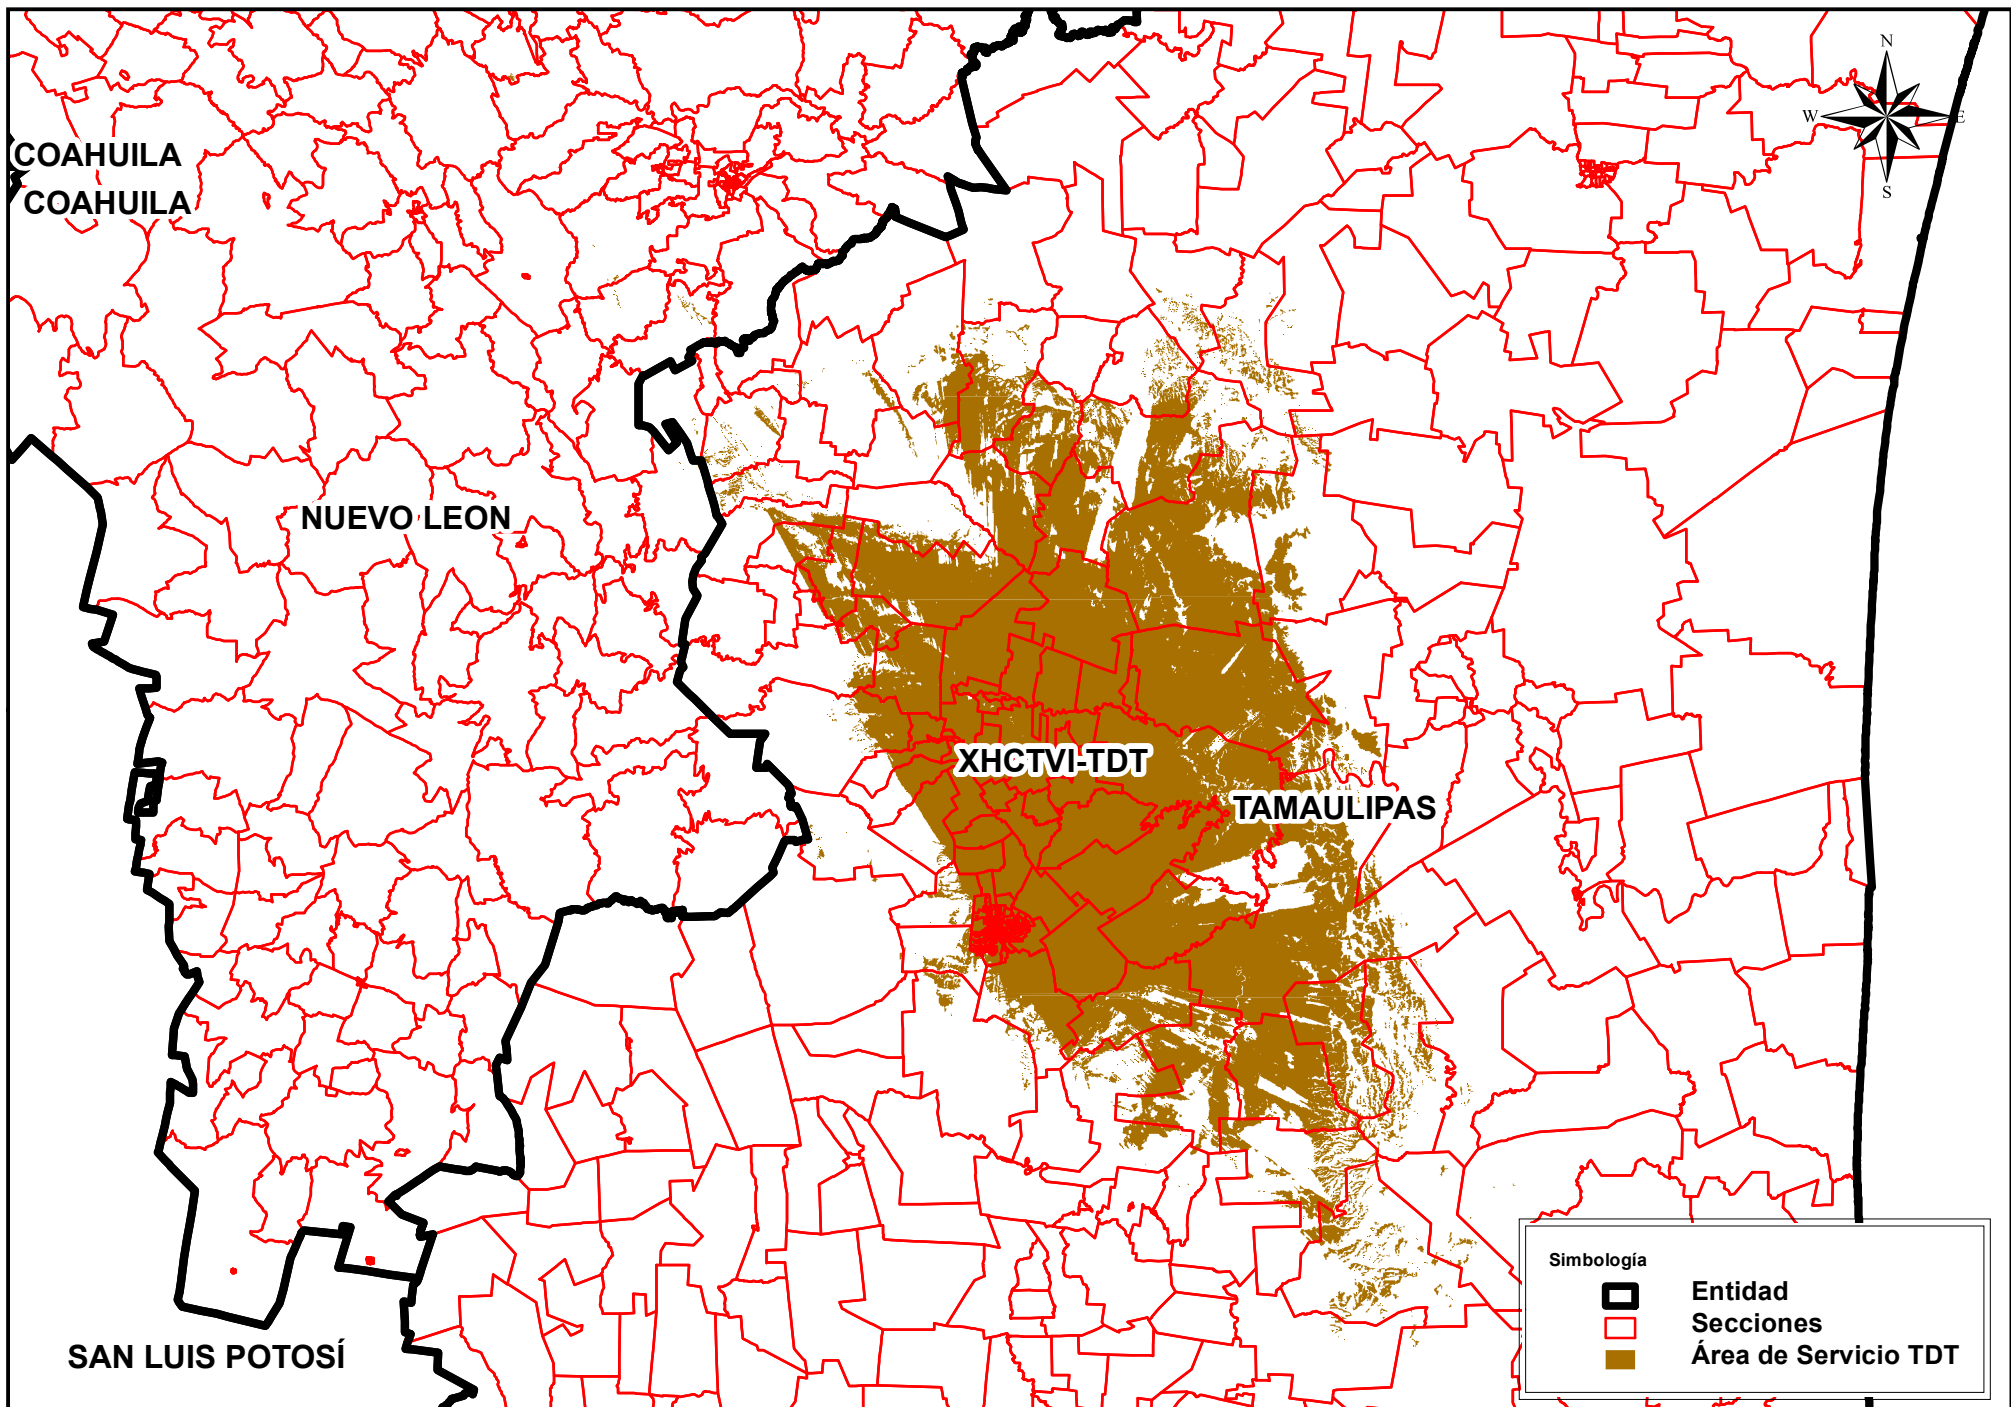 N
W
E
S
COAHUILA
COAHUILA
NUEVO LEON
XHCTVI-TDT
TAMAULIPAS
SAN LUIS POTOSÍ
Simbología
Entidad
Secciones
Área de Servicio TDT